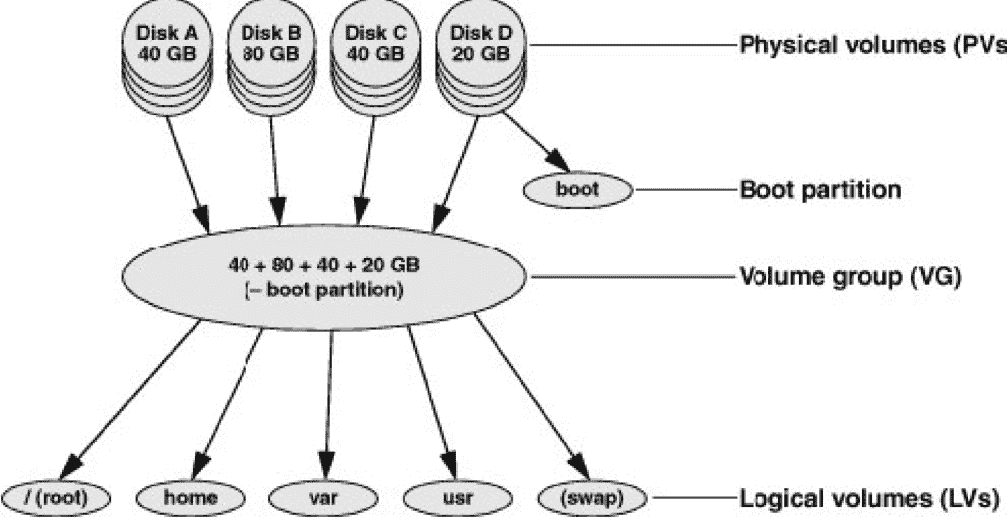 Disk A
40 GB
Disk B
80 GB
Disk C
40 GB
Disk D
20 GB
Physical volumes (PVs
boot
Boot partition
40 + 80 + 40 + 20 GB
(– boot partition)
Volume group (VG)
/ (root)
home
var
usr
(swap)
Logical volumes (LVs)